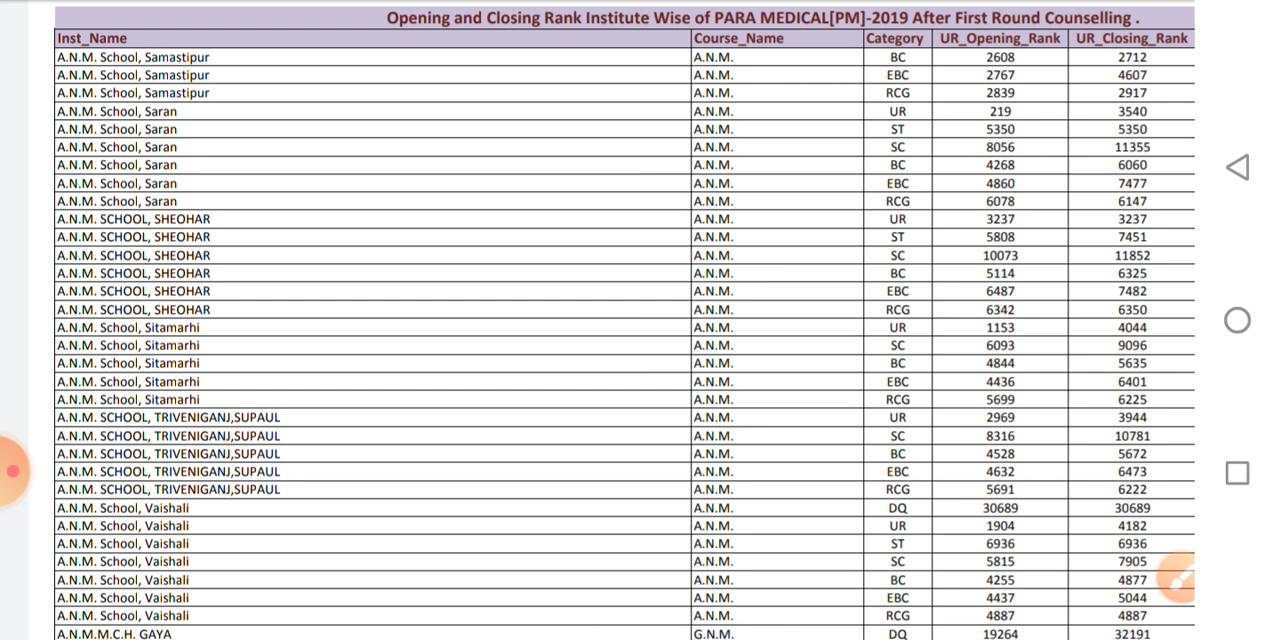 Opening and Closing Rank Institute Wise of PARA MEDICAL[PM]-2019 After First Round Counselling .
Inst_Name Course_Name Category UR_Opening_Rank UR_Closing_Rank
A.N.M. School, Samastipur A.N.M. BC 2608 2712
A.N.M. School, Samastipur A.N.M. EBC 2767 4607
A.N.M. School, Samastipur A.N.M. RCG 2839 2917
A.N.M. School, Saran A.N.M. UR 219 3540
A.N.M. School, Saran A.N.M. ST 5350 5350
A.N.M. School, Saran A.N.M. SC 8056 11355
A.N.M. School, Saran A.N.M. BC 4268 6060
A.N.M. School, Saran A.N.M. EBC 4860 7477
A.N.M. School, Saran A.N.M. RCG 6078 6147
A.N.M. SCHOOL, SHEOHAR A.N.M. UR 3237 3237
A.N.M. SCHOOL, SHEOHAR A.N.M. ST 5808 7451
A.N.M. SCHOOL, SHEOHAR A.N.M. SC 10073 11852
A.N.M. SCHOOL, SHEOHAR A.N.M. BC 5114 6325
A.N.M. SCHOOL, SHEOHAR A.N.M. EBC 6487 7482
A.N.M. SCHOOL, SHEOHAR A.N.M. RCG 6342 6350
A.N.M. School, Sitamarhi A.N.M. UR 1153 4044
A.N.M. School, Sitamarhi A.N.M. SC 6093 9096
A.N.M. School, Sitamarhi A.N.M. BC 4844 5635
A.N.M. School, Sitamarhi A.N.M. EBC 4436 6401
A.N.M. School, Sitamarhi A.N.M. RCG 5699 6225
A.N.M. SCHOOL, TRIVENIGANJ,SUPAUL A.N.M. UR 2969 3944
A.N.M. SCHOOL, TRIVENIGANJ,SUPAUL A.N.M. SC 8316 10781
A.N.M. SCHOOL, TRIVENIGANJ,SUPAUL A.N.M. BC 4528 5672
A.N.M. SCHOOL, TRIVENIGANJ,SUPAUL A.N.M. EBC 4632 6473
A.N.M. SCHOOL, TRIVENIGANJ,SUPAUL A.N.M. RCG 5691 6222
A.N.M. School, Vaishali A.N.M. DQ 30689 30689
A.N.M. School, Vaishali A.N.M. UR 1904 4182
A.N.M. School, Vaishali A.N.M. ST 6936 6936
A.N.M. School, Vaishali A.N.M. SC 5815 7905
A.N.M. School, Vaishali A.N.M. BC 4255 4877
A.N.M. School, Vaishali A.N.M. EBC 4437 5044
A.N.M. School, Vaishali A.N.M. RCG 4887 4887
A.N.M.M.C.H. GAYA G.N.M. DQ 19264 32191